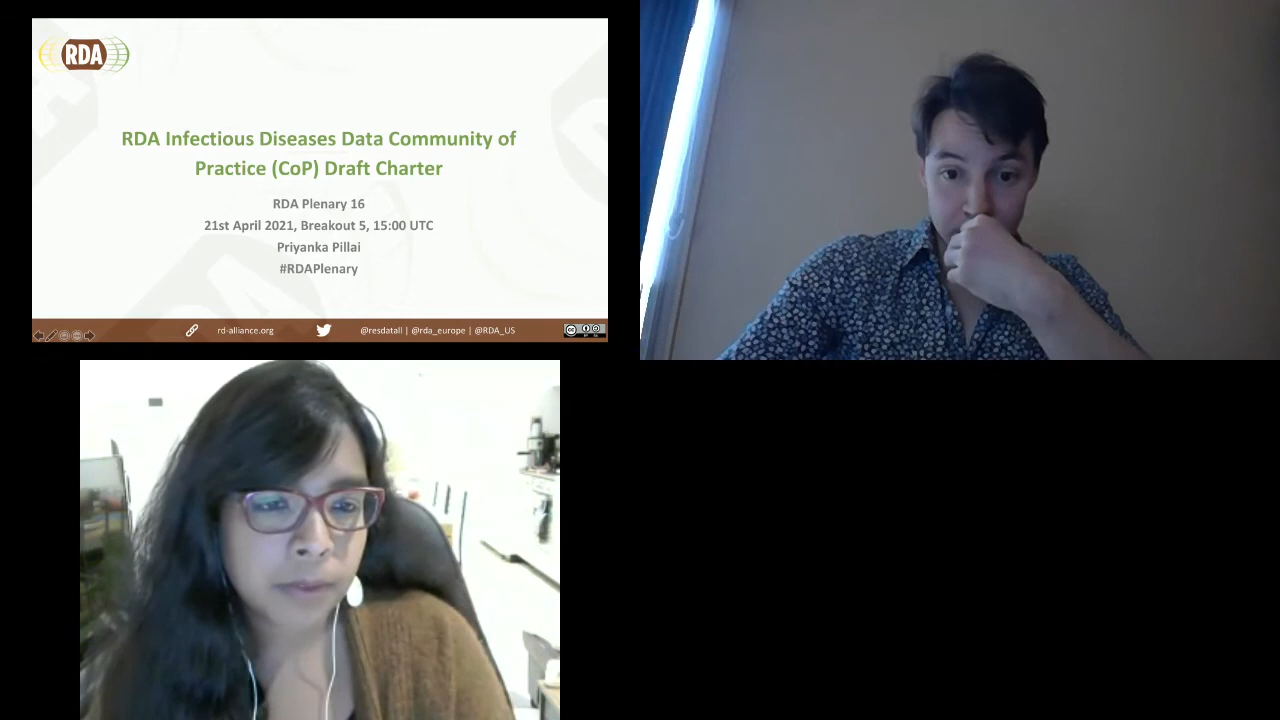 RDA
RDA Infectious Diseases Data Community of
Practice (CoP) Draft Charter
RDA Plenary 16
21st April 2021, Breakout 5, 15:00 UTC
Priyanka Pillai
#RDAPlenary
rd-alliance.org
@resdatall | @rda_europe | @RDA_US